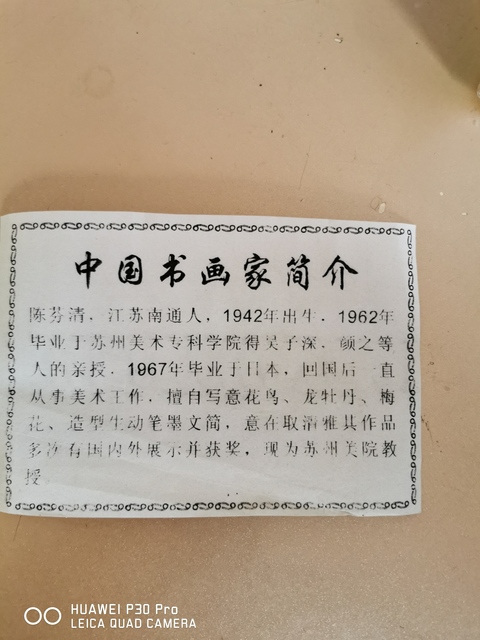 中国书画家简介
陈芬清，江苏南通人，1942年出生．1962年
毕业于苏州美术专科学院得吴子深．颜之等
人的亲授．1967年毕业于日本，回国后一直
从事美术工作．擅自写意花鸟、龙牡丹、梅
花、造型生动笔墨文简，意在取洒雅其作品
多次有国内外展示并获奖，现为苏州美院教
授
HUAWEI P30 Pro
LEICA QUAD CAMERA